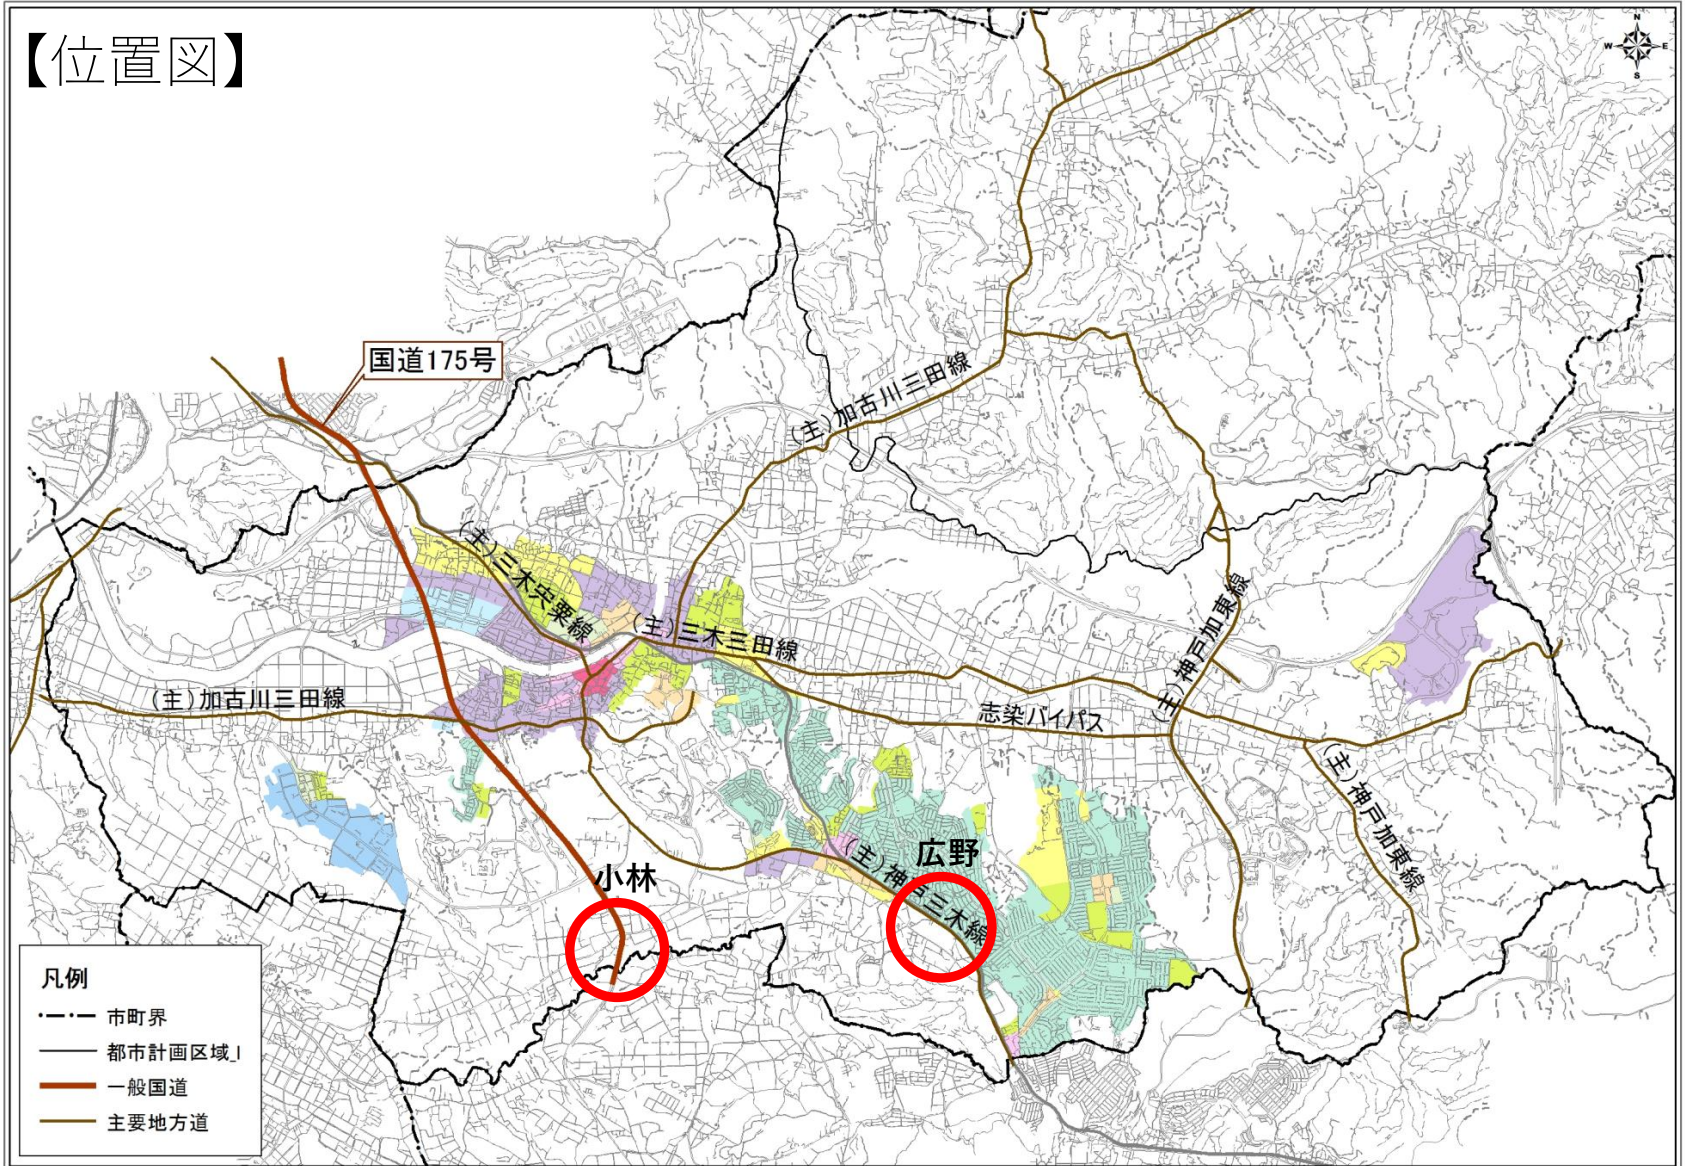 【位置図】
N
W
E
S
国道175号
(主)加古川三田線
(主)三木宍粟線
(主)三木三田線
(主)神戸加東線
(主)加古川三田線
志染バイパス
(主)神戸加東線
(主)神戸三木線
広野
小林
凡例
市町界
都市計画区域_l
一般国道
主要地方道